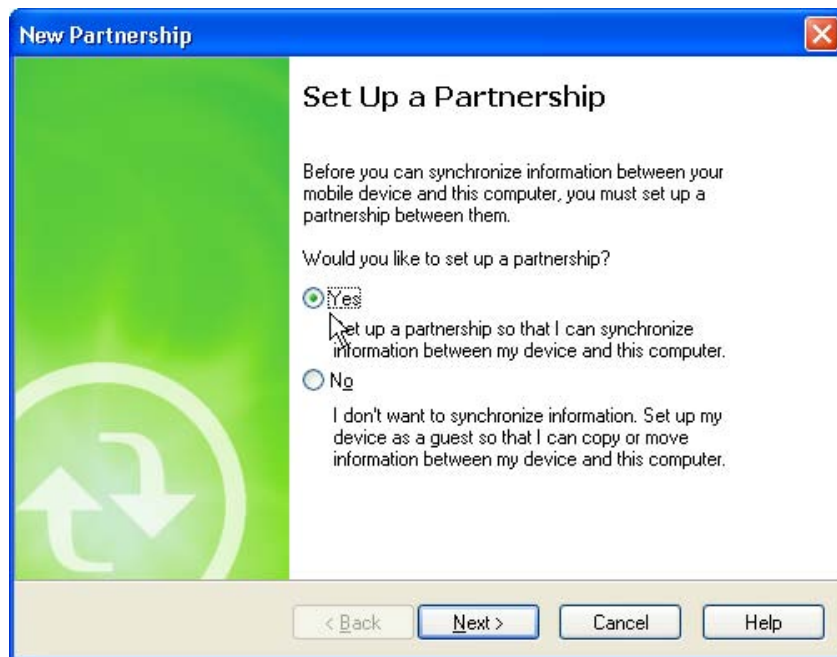 New Partnership
Set Up a Partnership
Before you can synchronize information between your
mobile device and this computer, you must set up a
partnership between them.
Would you like to set up a partnership?
Yes
et up a partnership so that I can synchronize
information between my device and this computer.
No
I don't want to synchronize information. Set up my
device as a guest so that I can copy or move
information between my device and this computer.
< Back
Next >
Cancel
Help